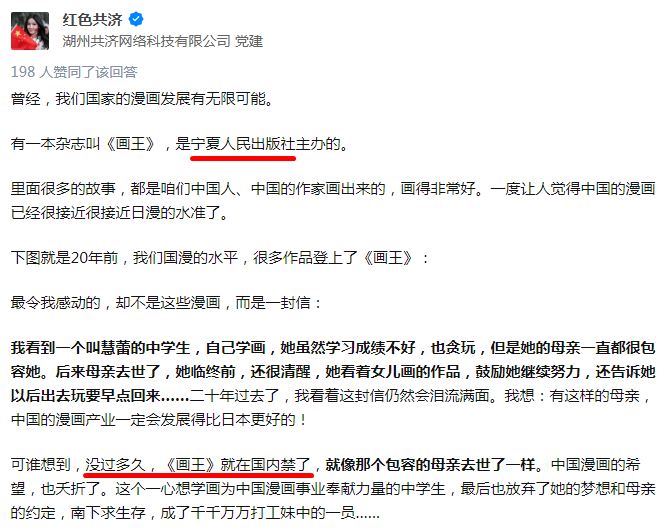 红色共济
湖州共济网络科技有限公司 党建
198 人赞同了该回答
曾经，我们国家的漫画发展有无限可能。
有一本杂志叫《画王》，是宁夏人民出版社主办的。
里面很多的故事，都是咱们中国人、中国的作家画出来的，画得非常好。一度让人觉得中国的漫画
已经很接近很接近日漫的水准了。
下图就是20年前，我们国漫的水平，很多作品登上了《画王》：
最令我感动的，却不是这些漫画，而是一封信：
我看到一个叫慧蕾的中学生，自己学画，她虽然学习成绩不好，也贪玩，但是她的母亲一直都很包
容她。后来母亲去世了，她临终前，还很清醒，她看着女儿画的作品，鼓励她继续努力，还告诉她
以后出去玩要早点回来......二十年过去了，我看着这封信仍然会泪流满面。我想：有这样的母亲，
中国的漫画产业一定会发展得比日本更好的！
可谁想到，没过多久，《画王》就在国内禁了，就像那个包容的母亲去世了一样。中国漫画的希
望，也夭折了。这个一心想学画为中国漫画事业奉献力量的中学生，最后也放弃了她的梦想和母亲
的约定，南下求生存，成了千千万万打工妹中的一员......